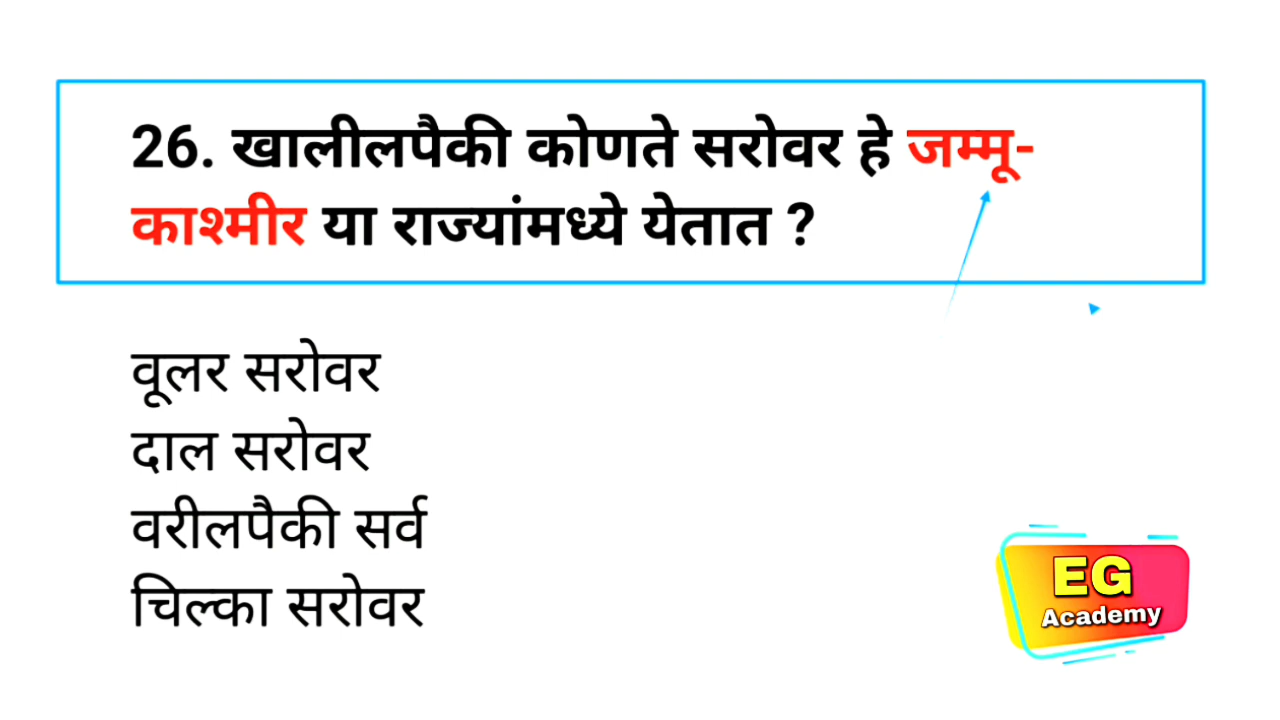 26. खालीलपैकी कोणते सरोवर हे जम्मू-
काश्मीर या राज्यांमध्ये येतात ?
वूलर सरोवर
दाल सरोवर
वरीलपैकी सर्व
चिल्का सरोवर
EG
Academy